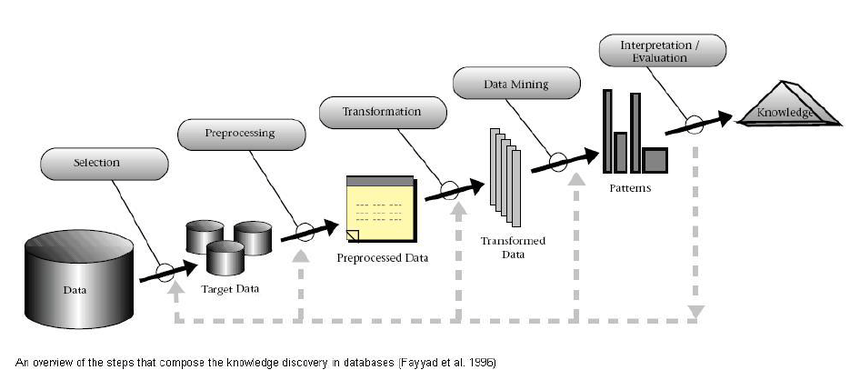 Interpretation /
Evaluation
Data Mining
Transformation
Preprocessing
Selection
Knowledge
Patterns
Transformed
Data
Preprocessed Data
Target Data
Data
An overview of the steps that compose the knowledge discovery in databases (Fayyad et al. 1996)